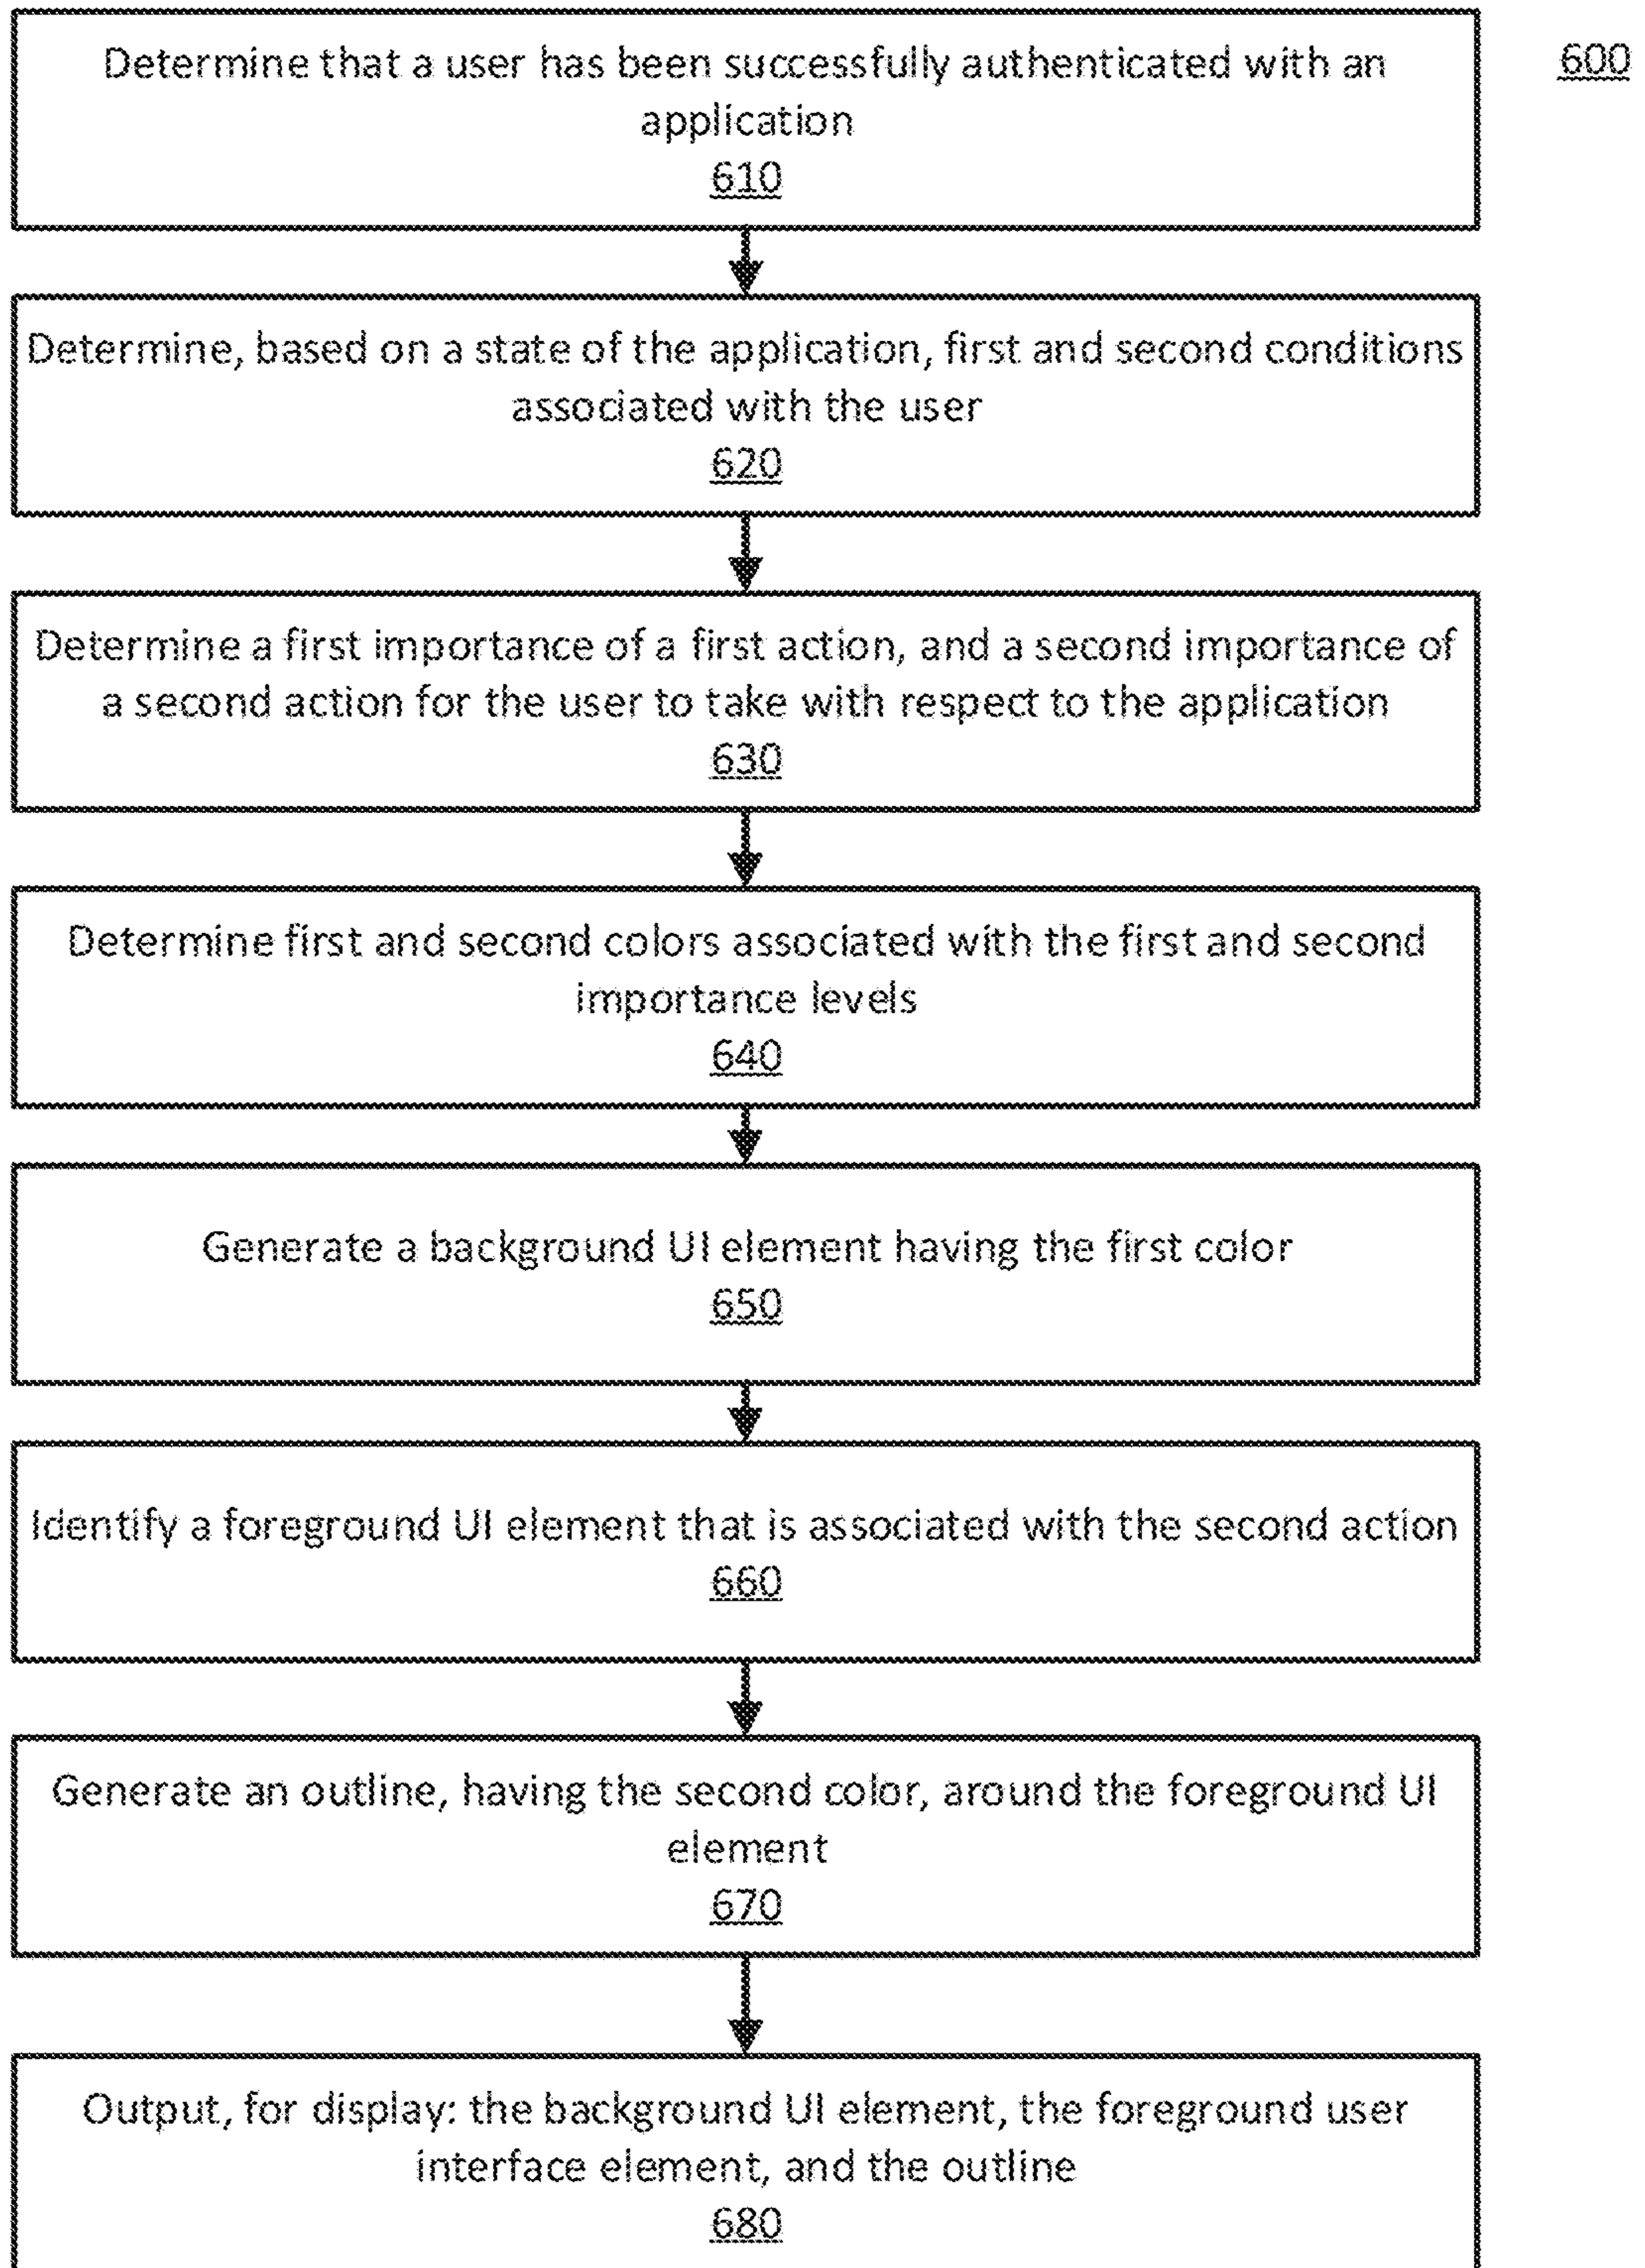 Determine that a user has been successfully authenticated with an
application
610
600
Determine, based on a state of the application, first and second conditions
associated with the user
620
Determine a first importance of a first action, and a second importance of
a second action for the user to take with respect to the application
630
Determine first and second colors associated with the first and second
importance levels
640
Generate a background UI element having the first color
650
Identify a foreground UI element that is associated with the second action
660
Generate an outline, having the second color, around the foreground UI
element
670
Output, for display: the background UI element, the foreground user
interface element, and the outline
680